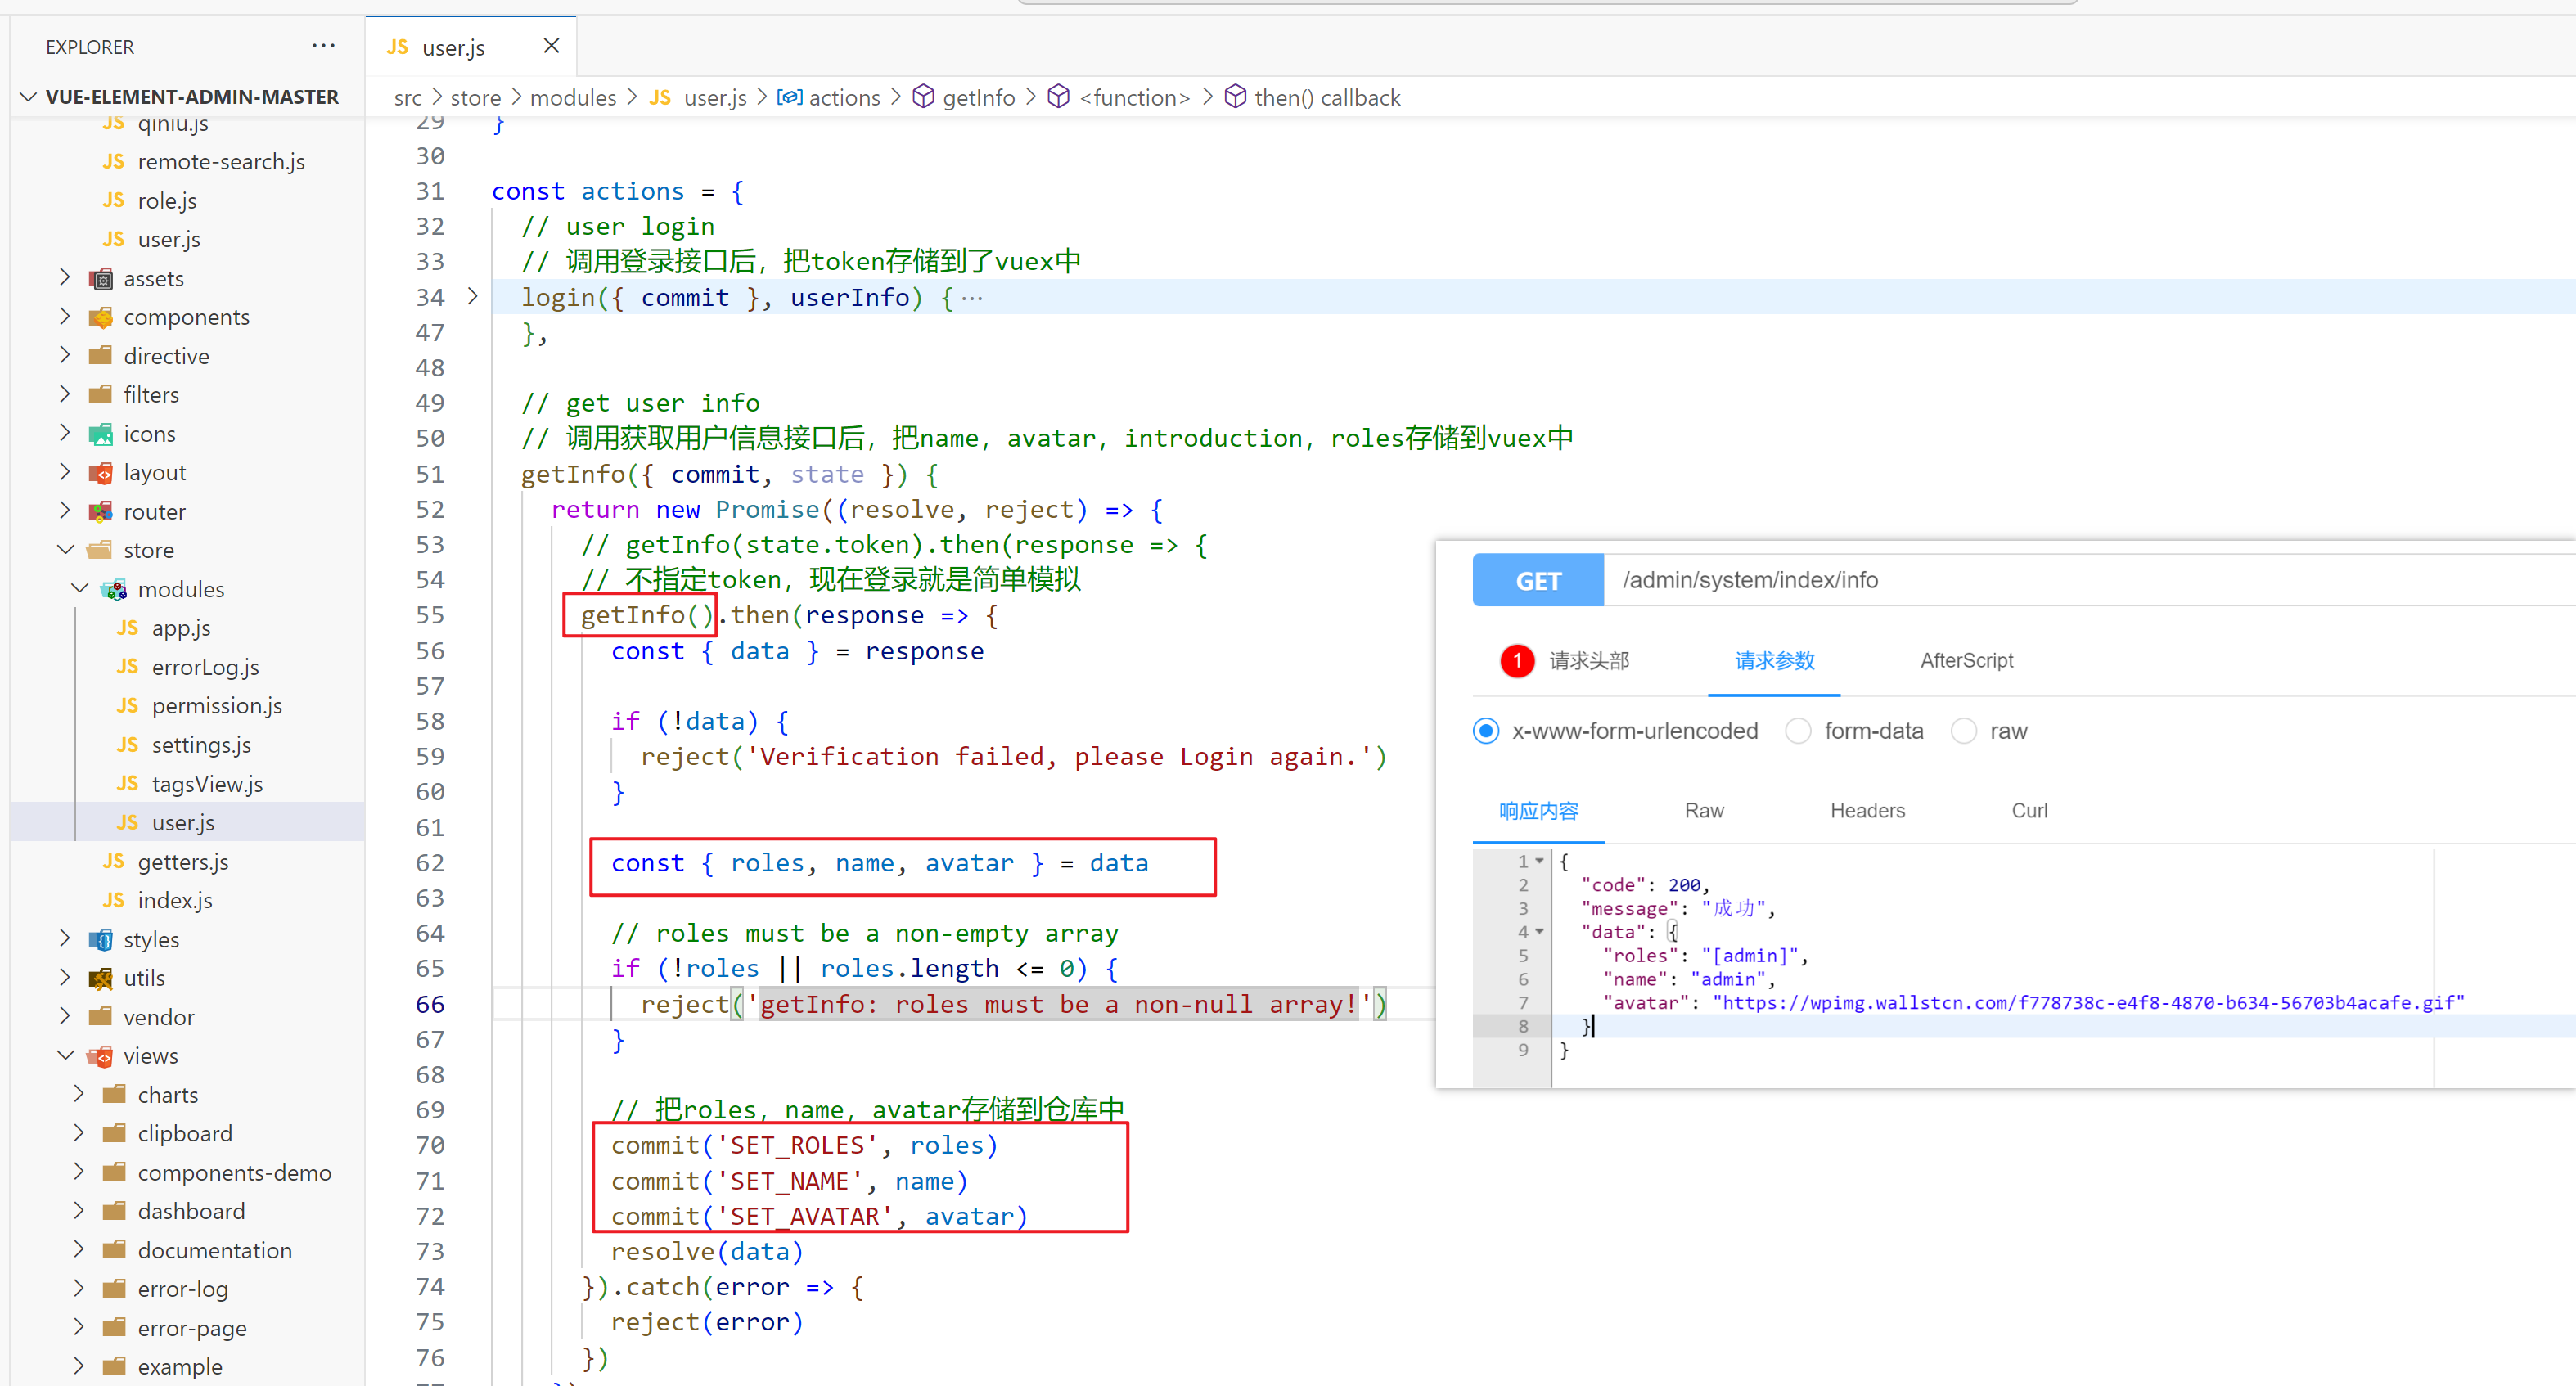 EXPLORER
VUE-ELEMENT-ADMIN-MASTER
qiniu.js
remote-search.js
role.js
user.js
assets
components
directive
filters
icons
layout
router
store
modules
app.js
errorLog.js
permission.js
settings.js
tagsView.js
user.js
getters.js
index.js
styles
utils
vendor
views
charts
clipboard
components-demo
dashboard
documentation
error-log
error-page
example
JS user.js
src > store > modules > JS user.js > actions > getInfo > <function> > then() callback
29 }
30
31 const actions = {
32 // user login
33 // 调用登录接口后，把token存储到了vuex中
34 login({ commit }, userInfo) { ···
47 },
48
49 // get user info
50 // 调用获取用户信息接口后，把name，avatar，introduction，roles存储到vuex中
51 getInfo({ commit, state }) {
52 return new Promise((resolve, reject) => {
53 // getInfo(state.token).then(response => {
54 // 不指定token，现在登录就是简单模拟
55 getInfo().then(response => {
56 const { data } = response
57
58 if (!data) {
59 reject('Verification failed, please Login again.')
60 }
61
62 const { roles, name, avatar } = data
63
64 // roles must be a non-empty array
65 if (!roles || roles.length <= 0) {
66 reject('getInfo: roles must be a non-null array!')
67 }
68
69 // 把roles，name，avatar存储到仓库中
70 commit('SET_ROLES', roles)
71 commit('SET_NAME', name)
72 commit('SET_AVATAR', avatar)
73 resolve(data)
74 }).catch(error => {
75 reject(error)
76 })
GET /admin/system/index/info
1 请求头部 请求参数 AfterScript
x-www-form-urlencoded form-data raw
响应内容 Raw Headers Curl
1 {
2 "code": 200,
3 "message": "成功",
4 "data": {
5 "roles": "[admin]",
6 "name": "admin",
7 "avatar": "https://wpimg.wallstcn.com/f778738c-e4f8-4870-b634-56703b4acafe.gif"
8 }
9 }